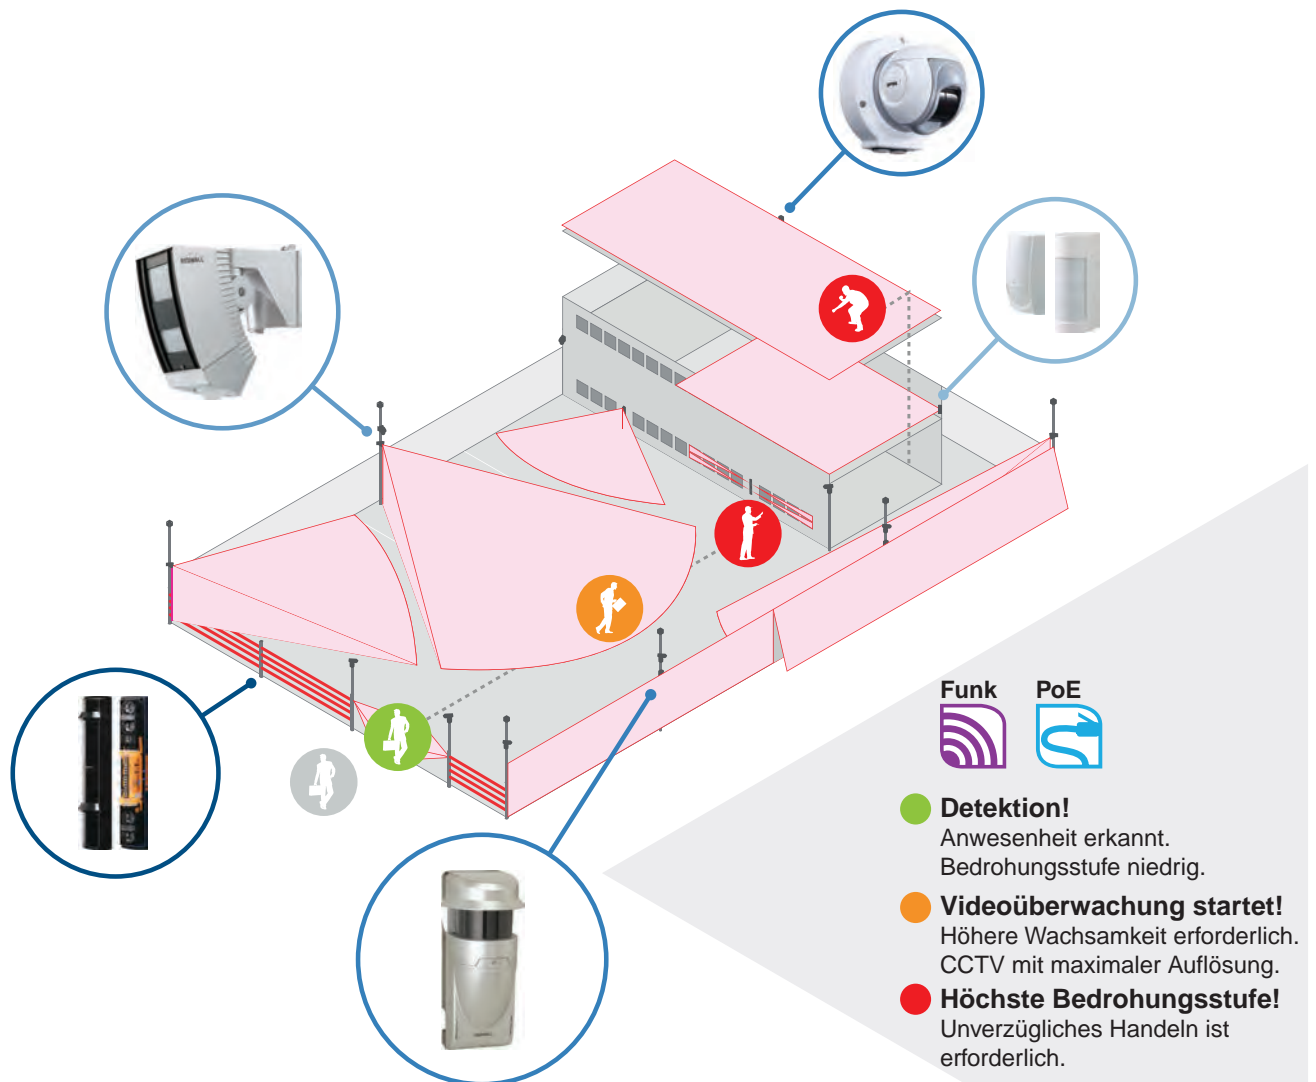 REDWALL
Funk
PoE
Detektion!
Anwesenheit erkannt.
Bedrohungsstufe niedrig.
Videoüberwachung startet!
Höhere Wachsamkeit erforderlich.
CCTV mit maximaler Auflösung.
Höchste Bedrohungsstufe!
Unverzügliches Handeln ist
erforderlich.